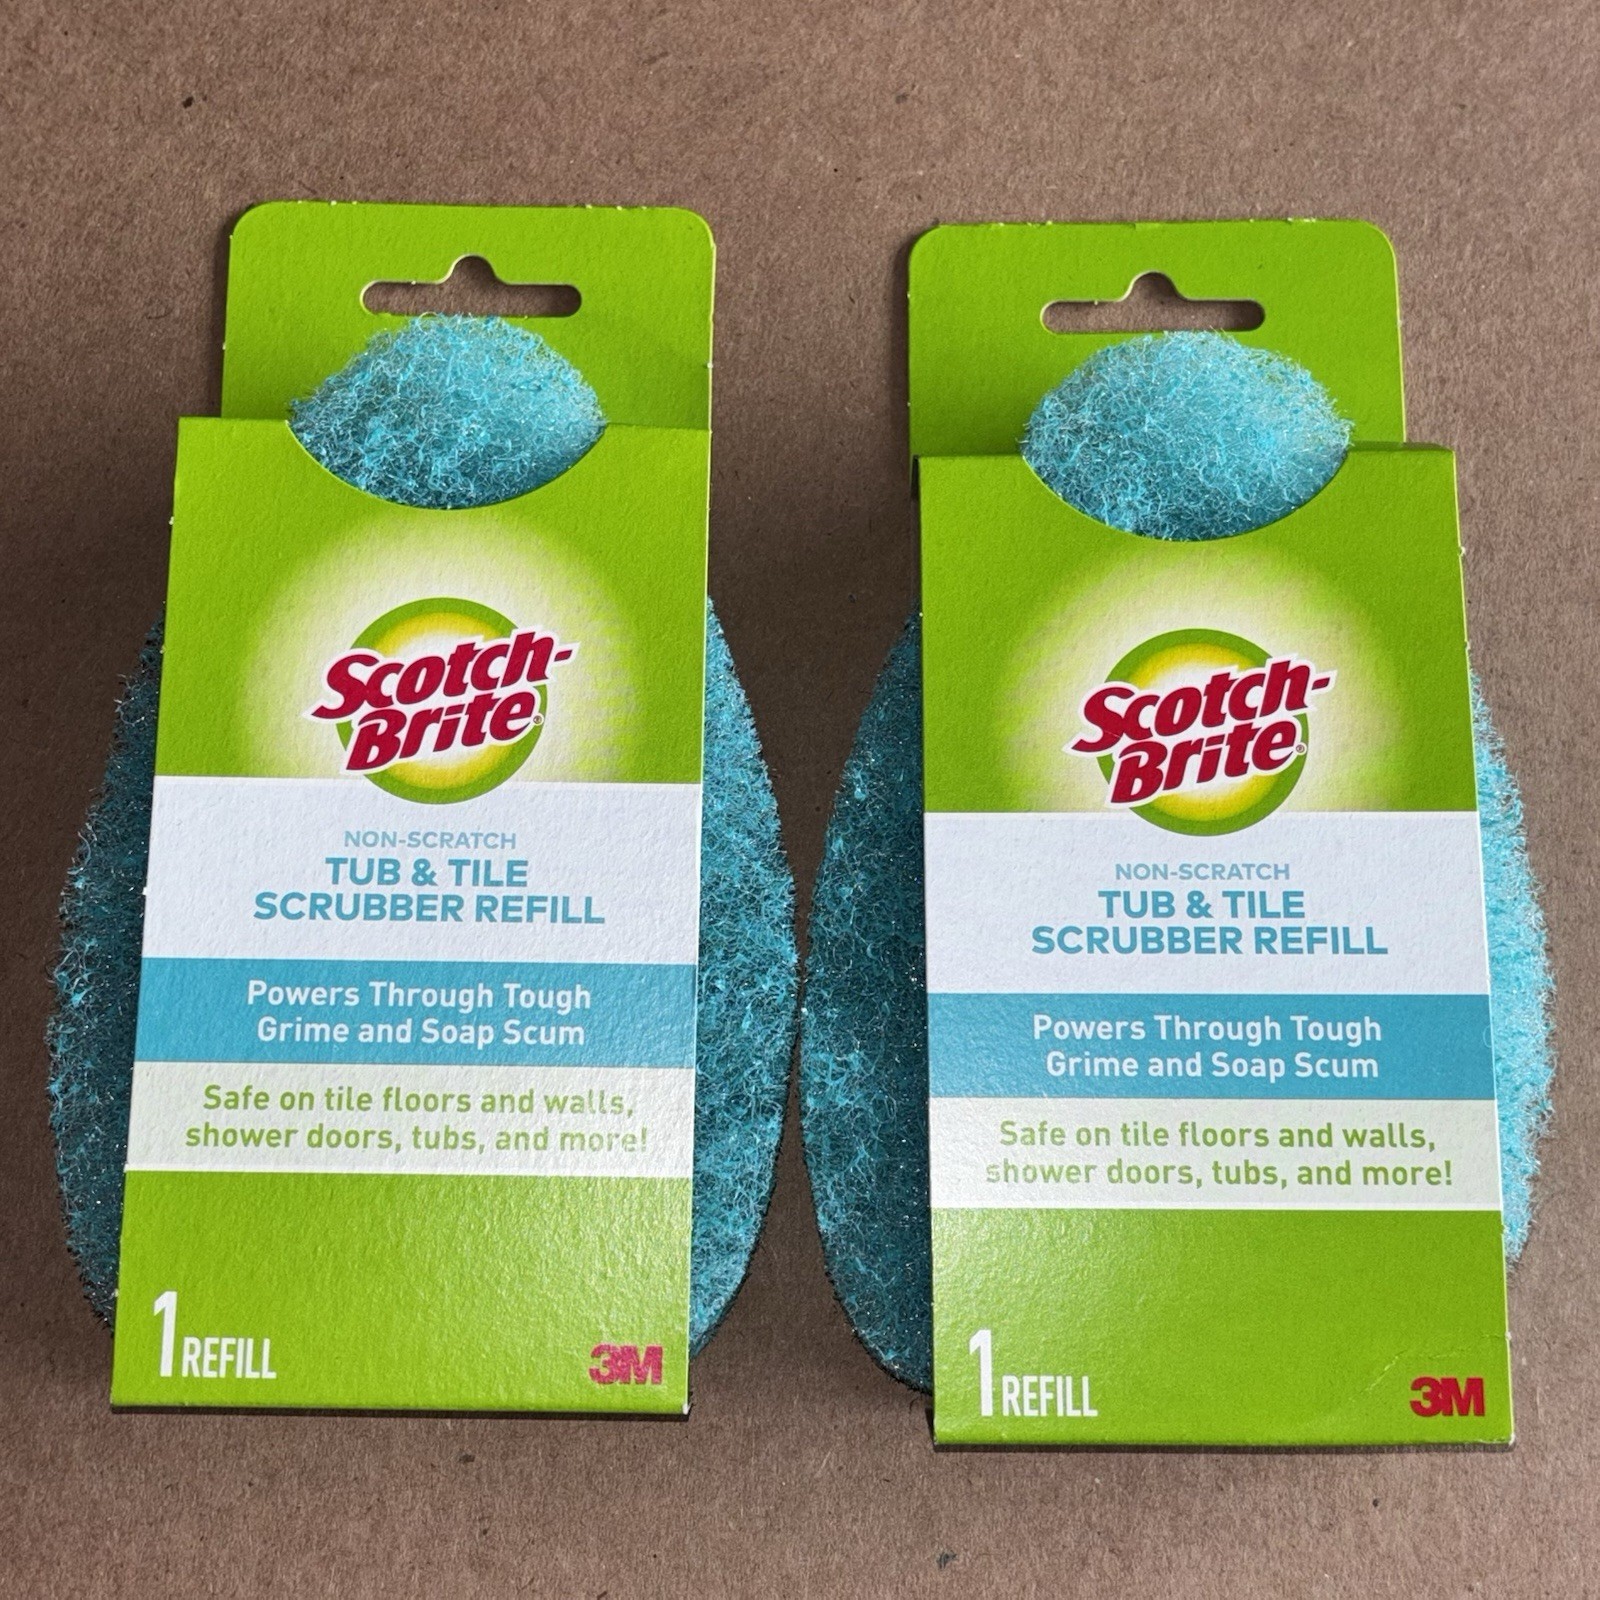 Scotch-
Brite®
NON-SCRATCH
TUB & TILE
SCRUBBER REFILL
Powers Through Tough
Grime and Soap Scum
Safe on tile floors and walls,
shower doors, tubs, and more!
1 REFILL
3M
Scotch-
Brite®
NON-SCRATCH
TUB & TILE
SCRUBBER REFILL
Powers Through Tough
Grime and Soap Scum
Safe on tile floors and walls,
shower doors, tubs, and more!
1 REFILL
3M